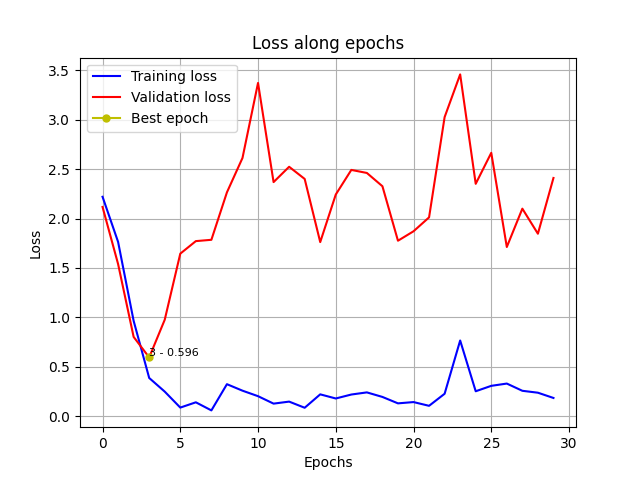 Loss along epochs
Training loss
Validation loss
Best epoch
3.5
3.0
2.5
2.0
1.5
1.0
0.5
0.0
3 - 0.596
0 5 10 15 20 25 30
Loss
Epochs